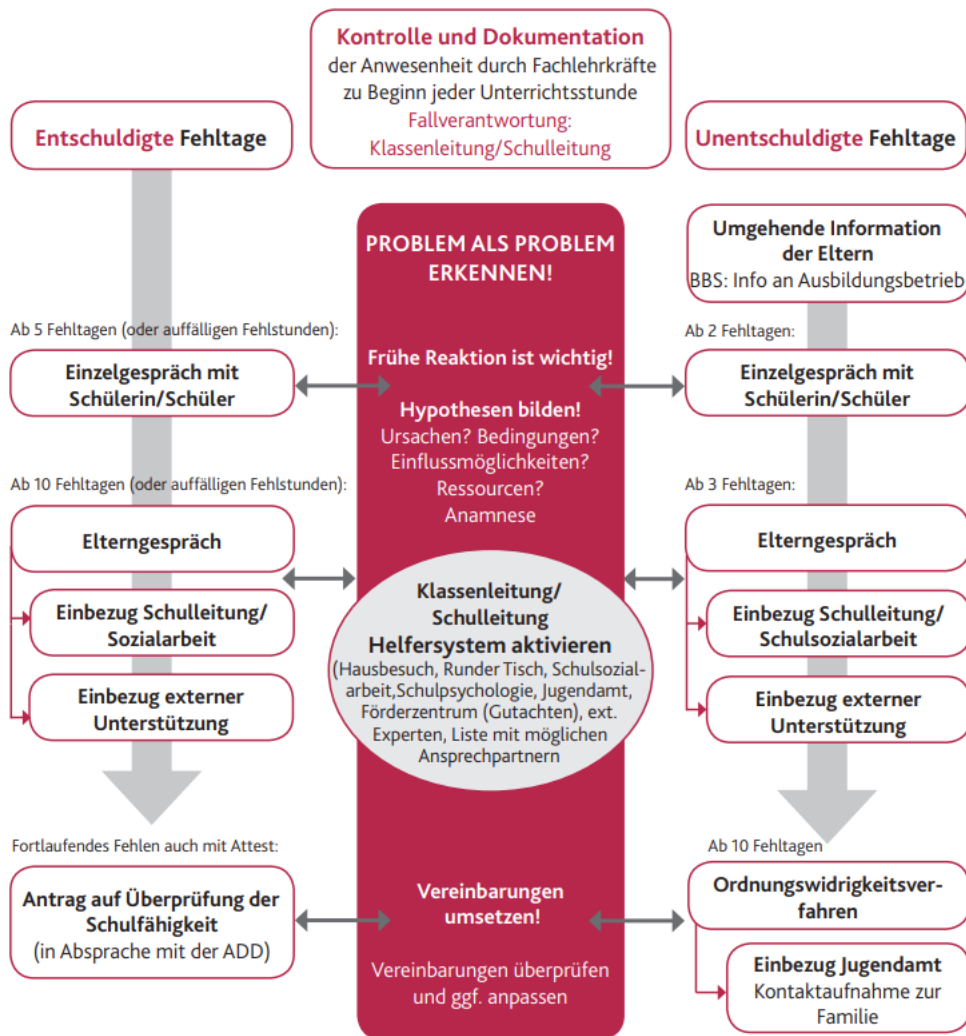 Kontrolle und Dokumentation
der Anwesenheit durch Fachlehrkräfte
zu Beginn jeder Unterrichtsstunde
Fallverantwortung:
Klassenleitung/Schulleitung
Entschuldigte Fehltage
Ab 5 Fehltagen (oder auffälligen Fehlstunden):
Einzelgespräch mit
Schülerin/Schüler
Ab 10 Fehltagen (oder auffälligen Fehlstunden):
Elterngespräch
Einbezug Schulleitung/
Sozialarbeit
Einbezug externer
Unterstützung
Fortlaufendes Fehlen auch mit Attest:
Antrag auf Überprüfung der
Schulfähigkeit
(in Absprache mit der ADD)
PROBLEM ALS PROBLEM
ERKENNEN!
Frühe Reaktion ist wichtig!
Hypothesen bilden!
Ursachen? Bedingungen?
Einflussmöglichkeiten?
Ressourcen?
Anamnese
Klassenleitung/
Schulleitung
Helfersystem aktivieren
(Hausbesuch, Runder Tisch, Schulsozial-
arbeit,Schulpsychologie, Jugendamt,
Förderzentrum (Gutachten), ext.
Experten, Liste mit möglichen
Ansprechpartnern
Vereinbarungen
umsetzen!
Vereinbarungen überprüfen
und ggf. anpassen
Unentschuldigte Fehltage
Umgehende Information
der Eltern
BBS: Info an Ausbildungsbetrieb
Ab 2 Fehltagen:
Einzelgespräch mit
Schülerin/Schüler
Ab 3 Fehltagen:
Elterngespräch
Einbezug Schulleitung/
Schulsozialarbeit
Einbezug externer
Unterstützung
Ab 10 Fehltagen
Ordnungswidrigkeitsver-
fahren
Einbezug Jugendamt
Kontaktaufnahme zur
Familie